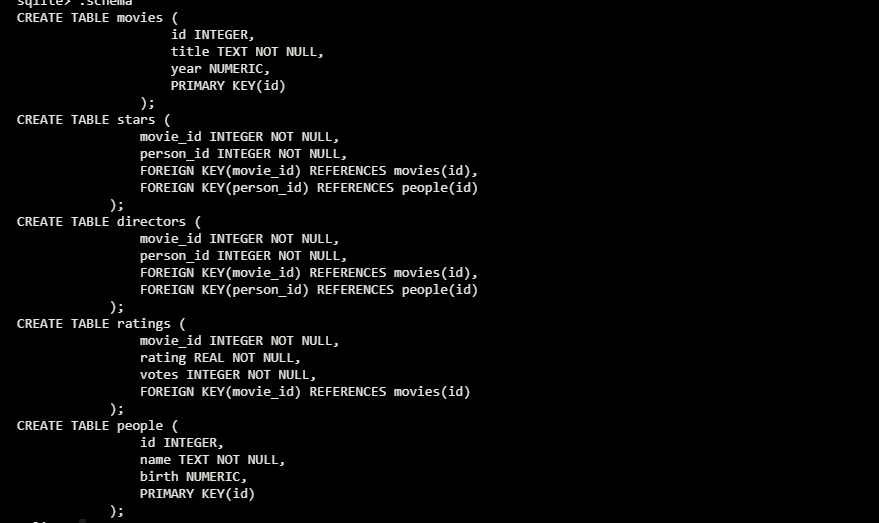 sqlite> .schema
CREATE TABLE movies (
                    id INTEGER,
                    title TEXT NOT NULL,
                    year NUMERIC,
                    PRIMARY KEY(id)
                );
CREATE TABLE stars (
                movie_id INTEGER NOT NULL,
                person_id INTEGER NOT NULL,
                FOREIGN KEY(movie_id) REFERENCES movies(id),
                FOREIGN KEY(person_id) REFERENCES people(id)
            );
CREATE TABLE directors (
                movie_id INTEGER NOT NULL,
                person_id INTEGER NOT NULL,
                FOREIGN KEY(movie_id) REFERENCES movies(id),
                FOREIGN KEY(person_id) REFERENCES people(id)
            );
CREATE TABLE ratings (
                movie_id INTEGER NOT NULL,
                rating REAL NOT NULL,
                votes INTEGER NOT NULL,
                FOREIGN KEY(movie_id) REFERENCES movies(id)
            );
CREATE TABLE people (
                id INTEGER,
                name TEXT NOT NULL,
                birth NUMERIC,
                PRIMARY KEY(id)
            );